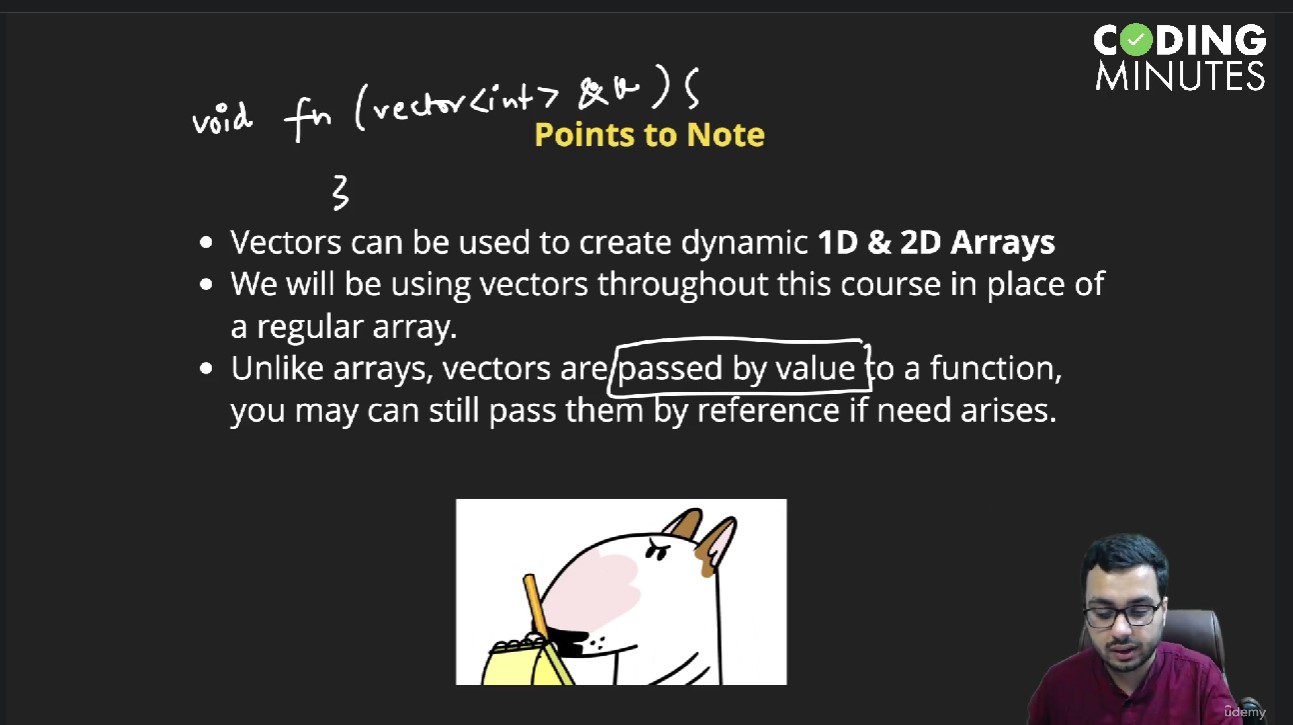 CODING
MINUTES
void fn (vector<int> &v) {
Points to Note
}
• Vectors can be used to create dynamic 1D & 2D Arrays
• We will be using vectors throughout this course in place of
a regular array.
• Unlike arrays, vectors are passed by value to a function,
you may can still pass them by reference if need arises.
ûdemy